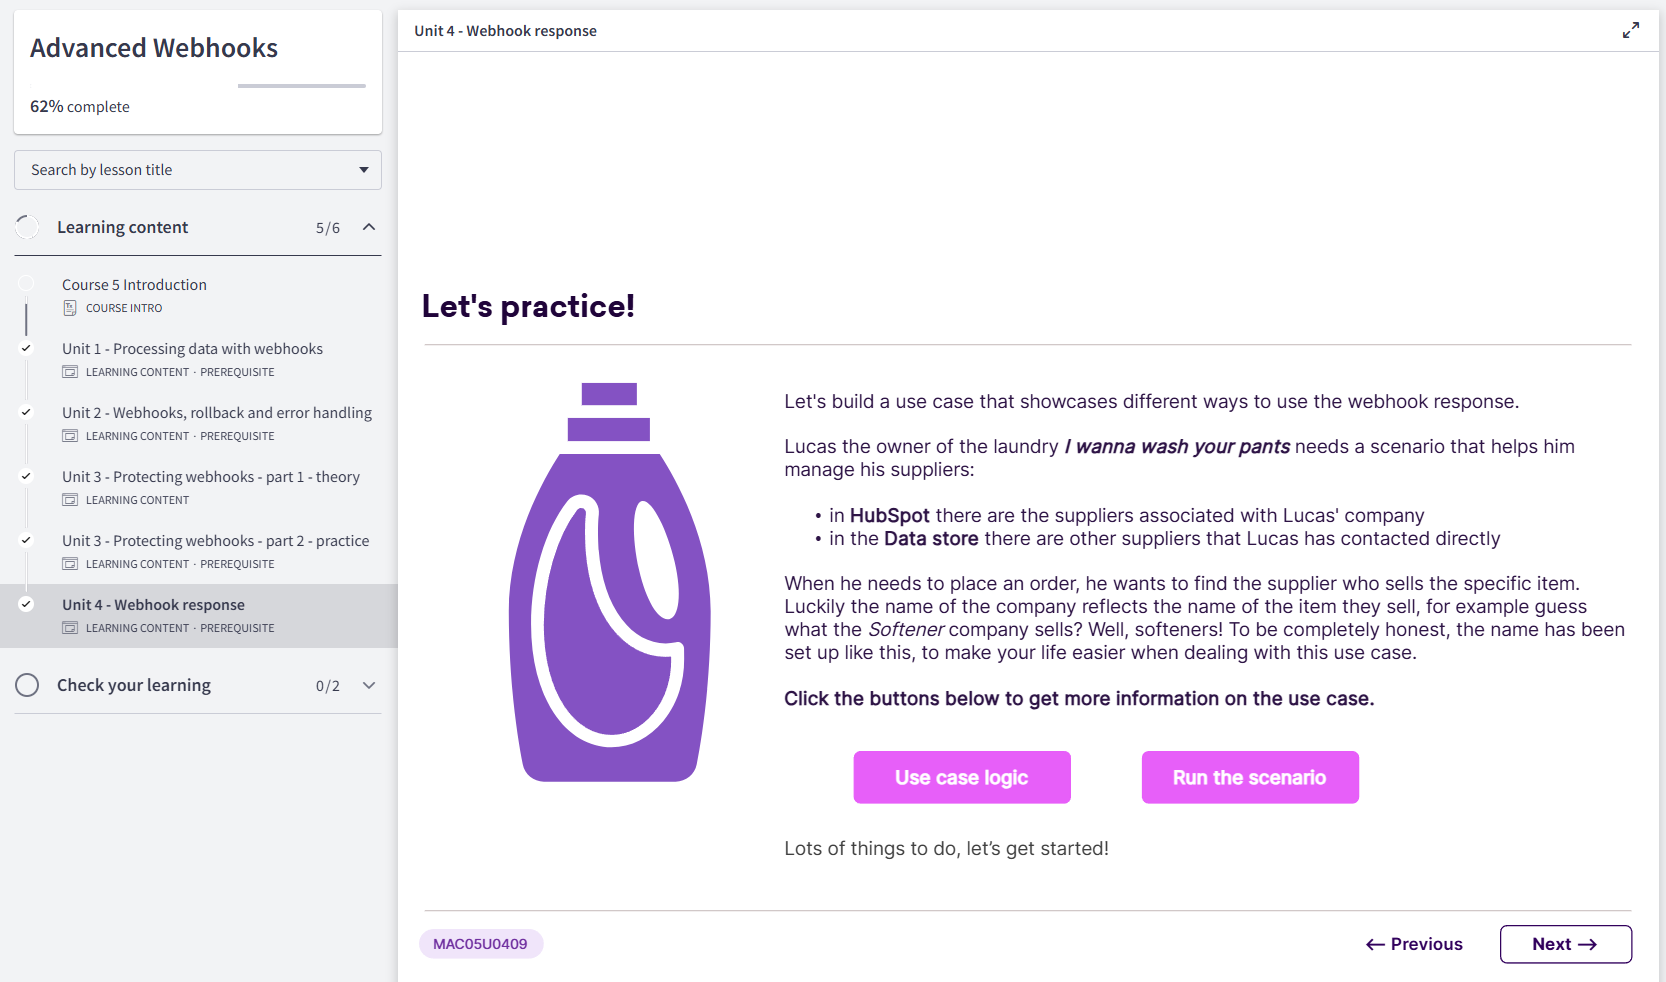 Advanced Webhooks
62% complete
Search by lesson title
Learning content 5/6
Course 5 Introduction
COURSE INTRO
Unit 1 - Processing data with webhooks
LEARNING CONTENT · PREREQUISITE
Unit 2 - Webhooks, rollback and error handling
LEARNING CONTENT · PREREQUISITE
Unit 3 - Protecting webhooks - part 1 - theory
LEARNING CONTENT
Unit 3 - Protecting webhooks - part 2 - practice
LEARNING CONTENT · PREREQUISITE
Unit 4 - Webhook response
LEARNING CONTENT · PREREQUISITE
Check your learning 0/2
Unit 4 - Webhook response
Let's practice!
Let's build a use case that showcases different ways to use the webhook response.
Lucas the owner of the laundry I wanna wash your pants needs a scenario that helps him
manage his suppliers:
• in HubSpot there are the suppliers associated with Lucas' company
• in the Data store there are other suppliers that Lucas has contacted directly
When he needs to place an order, he wants to find the supplier who sells the specific item.
Luckily the name of the company reflects the name of the item they sell, for example guess
what the Softener company sells? Well, softeners! To be completely honest, the name has been
set up like this, to make your life easier when dealing with this use case.
Click the buttons below to get more information on the use case.
Use case logic
Run the scenario
Lots of things to do, let's get started!
MAC05U0409
← Previous
Next →